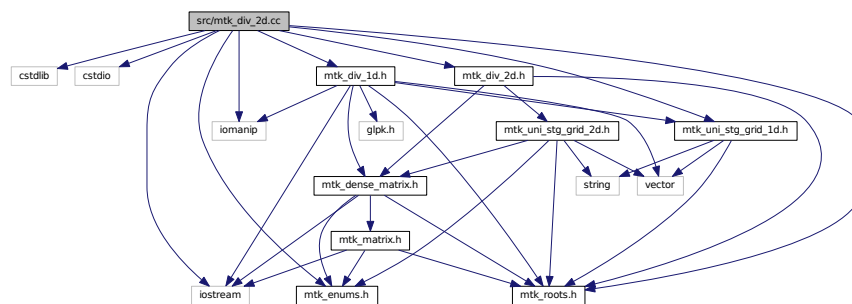 src/mtk_div_2d.cc
cstdlib
cstdio
mtk_div_1d.h
mtk_div_2d.h
iomanip
glpk.h
mtk_uni_stg_grid_2d.h
mtk_uni_stg_grid_1d.h
mtk_dense_matrix.h
string
vector
mtk_matrix.h
iostream
mtk_enums.h
mtk_roots.h